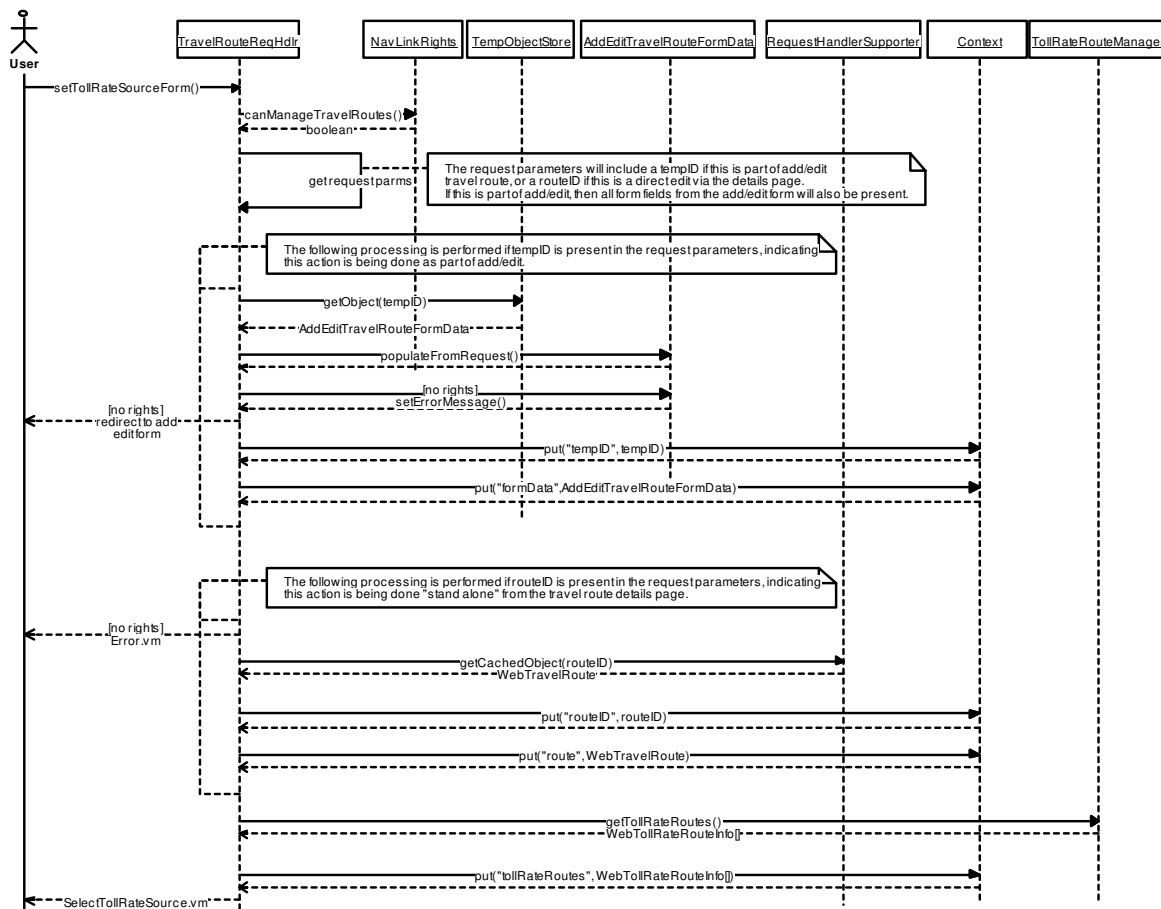 TravelRouteReqHdlr
NavLinkRights
TempObjectStore
AddEditTravelRouteFormData
RequestHandlerSupporter
Context
TollRateRouteManage
User
setTollRateSourceForm()
canManageTravelRoutes()
boolean
get request parms
The request parameters will include a tempID if this is part of add/edit
travel route, or a routeID if this is a direct edit via the details page.
If this is part of add/edit, then all form fields from the add/edit form will also be present.
The following processing is performed if tempID is present in the request parameters, indicating
this action is being done as part of add/edit.
getObject(tempID)
AddEditTravelRouteFormData
populateFromRequest()
[no rights]
setErrorMessage()
[no rights]
redirect to add
edit form
put("tempID", tempID)
put("formData",AddEditTravelRouteFormData)
The following processing is performed if routeID is present in the request parameters, indicating
this action is being done "stand alone" from the travel route details page.
[no rights]
Error.vm
getCachedObject(routeID)
WebTravelRoute
put("routeID", routeID)
put("route", WebTravelRoute)
getTollRateRoutes()
WebTollRateRouteInfo[]
put("tollRateRoutes", WebTollRateRouteInfo[])
SelectTollRateSource.vm